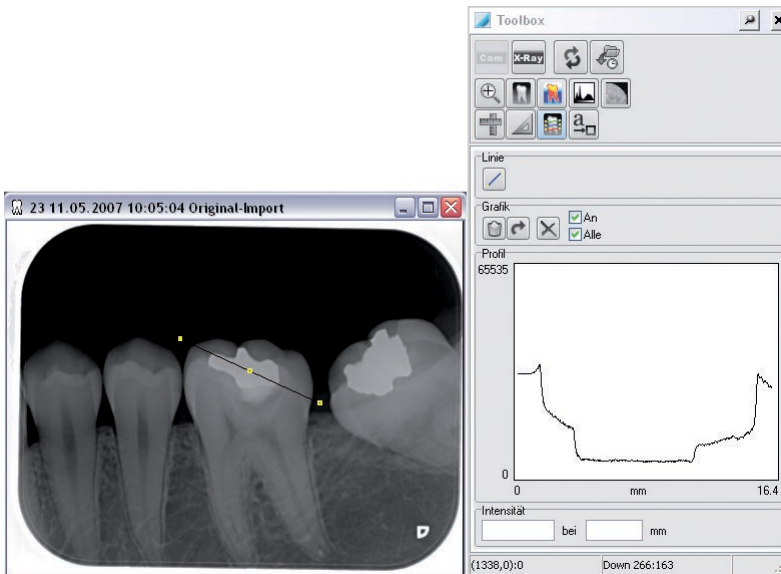 Toolbox
Cam X-Ray
a
Linie
Grafik
An
Alle
Profil
65535
0
0 mm 16.4
Intensität
bei mm
(1338,0):0 Down 266:163
23 11.05.2007 10:05:04 Original-Import
D